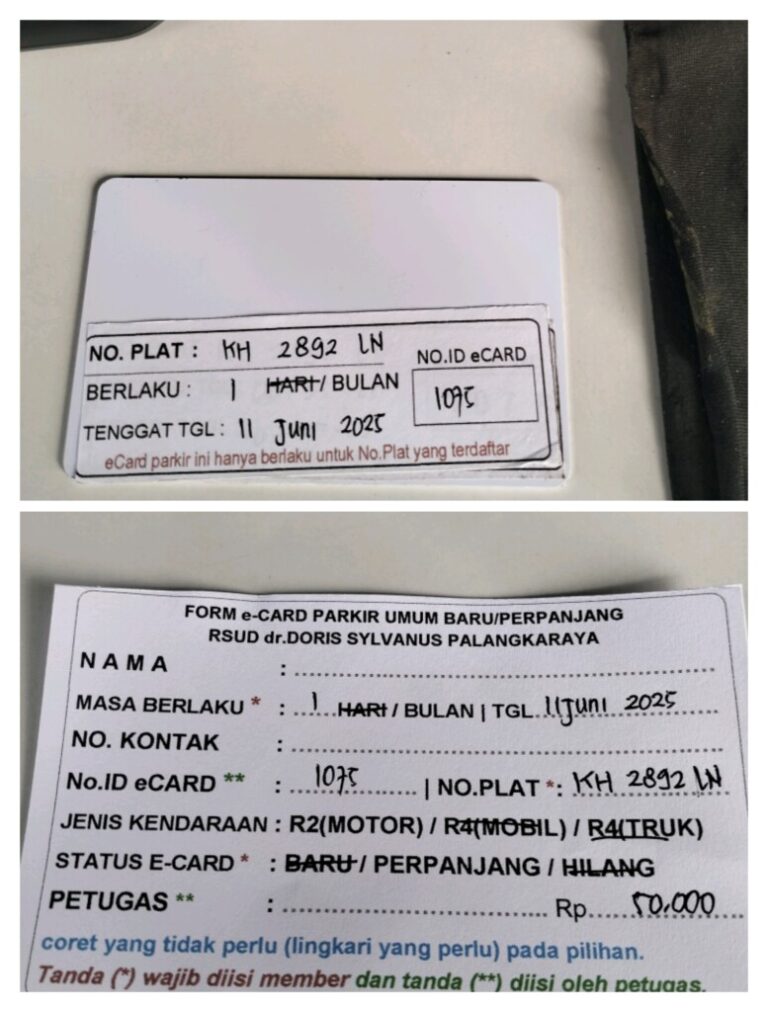 NO. PLAT : KH 2892 LN
BERLAKU : 1 HARI / BULAN
NO.ID eCARD
1075
TENGGAT TGL : 11 Juni 2025
eCard parkir ini hanya berlaku untuk No.Plat yang terdaftar
FORM e-CARD PARKIR UMUM BARU/PERPANJANG
RSUD dr.DORIS SYLVANUS PALANGKARAYA
N A M A :
MASA BERLAKU * : 1 HARI / BULAN | TGL 11 Juni 2025
NO. KONTAK :
No.ID eCARD ** : 1075 | NO.PLAT *: KH 2892 LN
JENIS KENDARAAN : R2(MOTOR) / R4(MOBIL) / R4(TRUK)
STATUS E-CARD * : BARU / PERPANJANG / HILANG
PETUGAS ** : Rp. 50.000
coret yang tidak perlu (lingkari yang perlu) pada pilihan.
Tanda (*) wajib diisi member dan tanda (**) diisi oleh petugas.